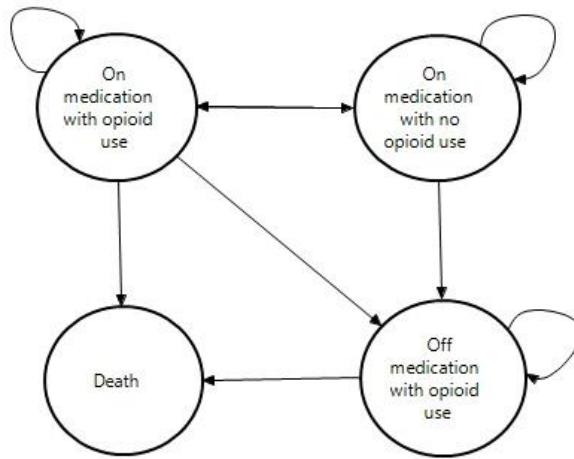 On
medication
with opioid
use
On
medication
with no
opioid use
Death
Off
medication
with opioid
use